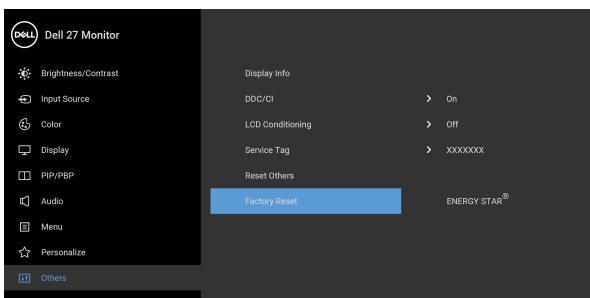 DELL Dell 27 Monitor
Brightness/Contrast
Input Source
Color
Display
PIP/PBP
Audio
Menu
Personalize
Others
Display Info
DDC/CI > On
LCD Conditioning > Off
Service Tag > XXXXXXX
Reset Others
Factory Reset ENERGY STAR®